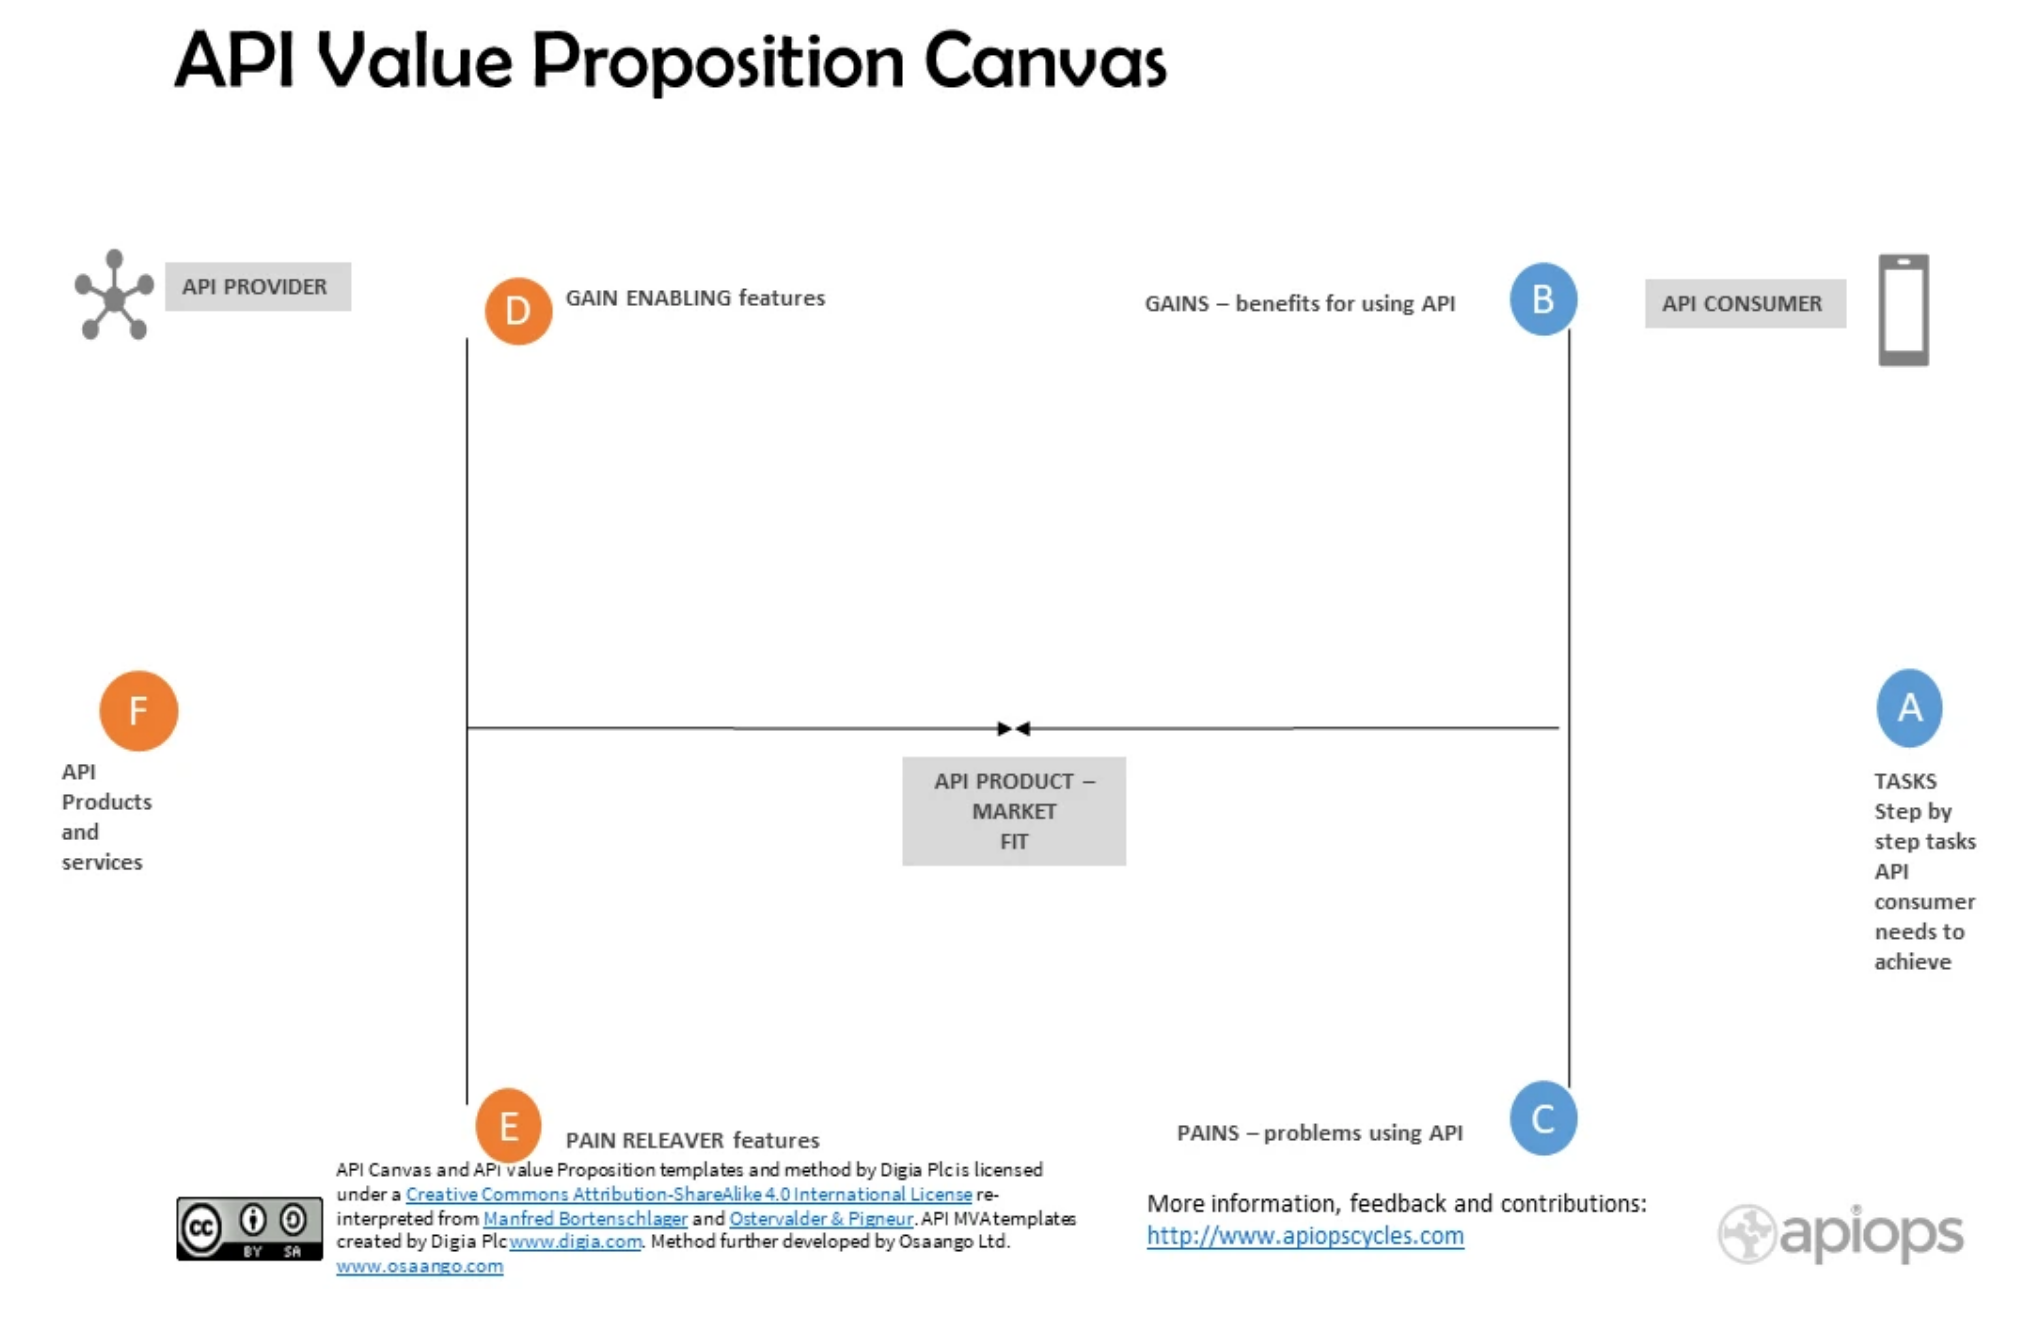 API Value Proposition Canvas
API PROVIDER
D
GAIN ENABLING features
GAINS – benefits for using API
B
API CONSUMER
F
API
Products
and
services
API PRODUCT –
MARKET
FIT
A
TASKS
Step by
step tasks
API
consumer
needs to
achieve
E
PAIN RELEAVER features
PAINS – problems using API
C
API Canvas and API Value Proposition templates and method by Digia Plc is licensed
under a Creative Commons Attribution-ShareAlike 4.0 International License re-
interpreted from Manfred Bortenschlager and Ostervalder & Pigneur. API MVA templates
created by Digia Plc www.digia.com. Method further developed by Osaango Ltd.
www.osaango.com
cc
BY SA
More information, feedback and contributions:
http://www.apiopscycles.com
apiops